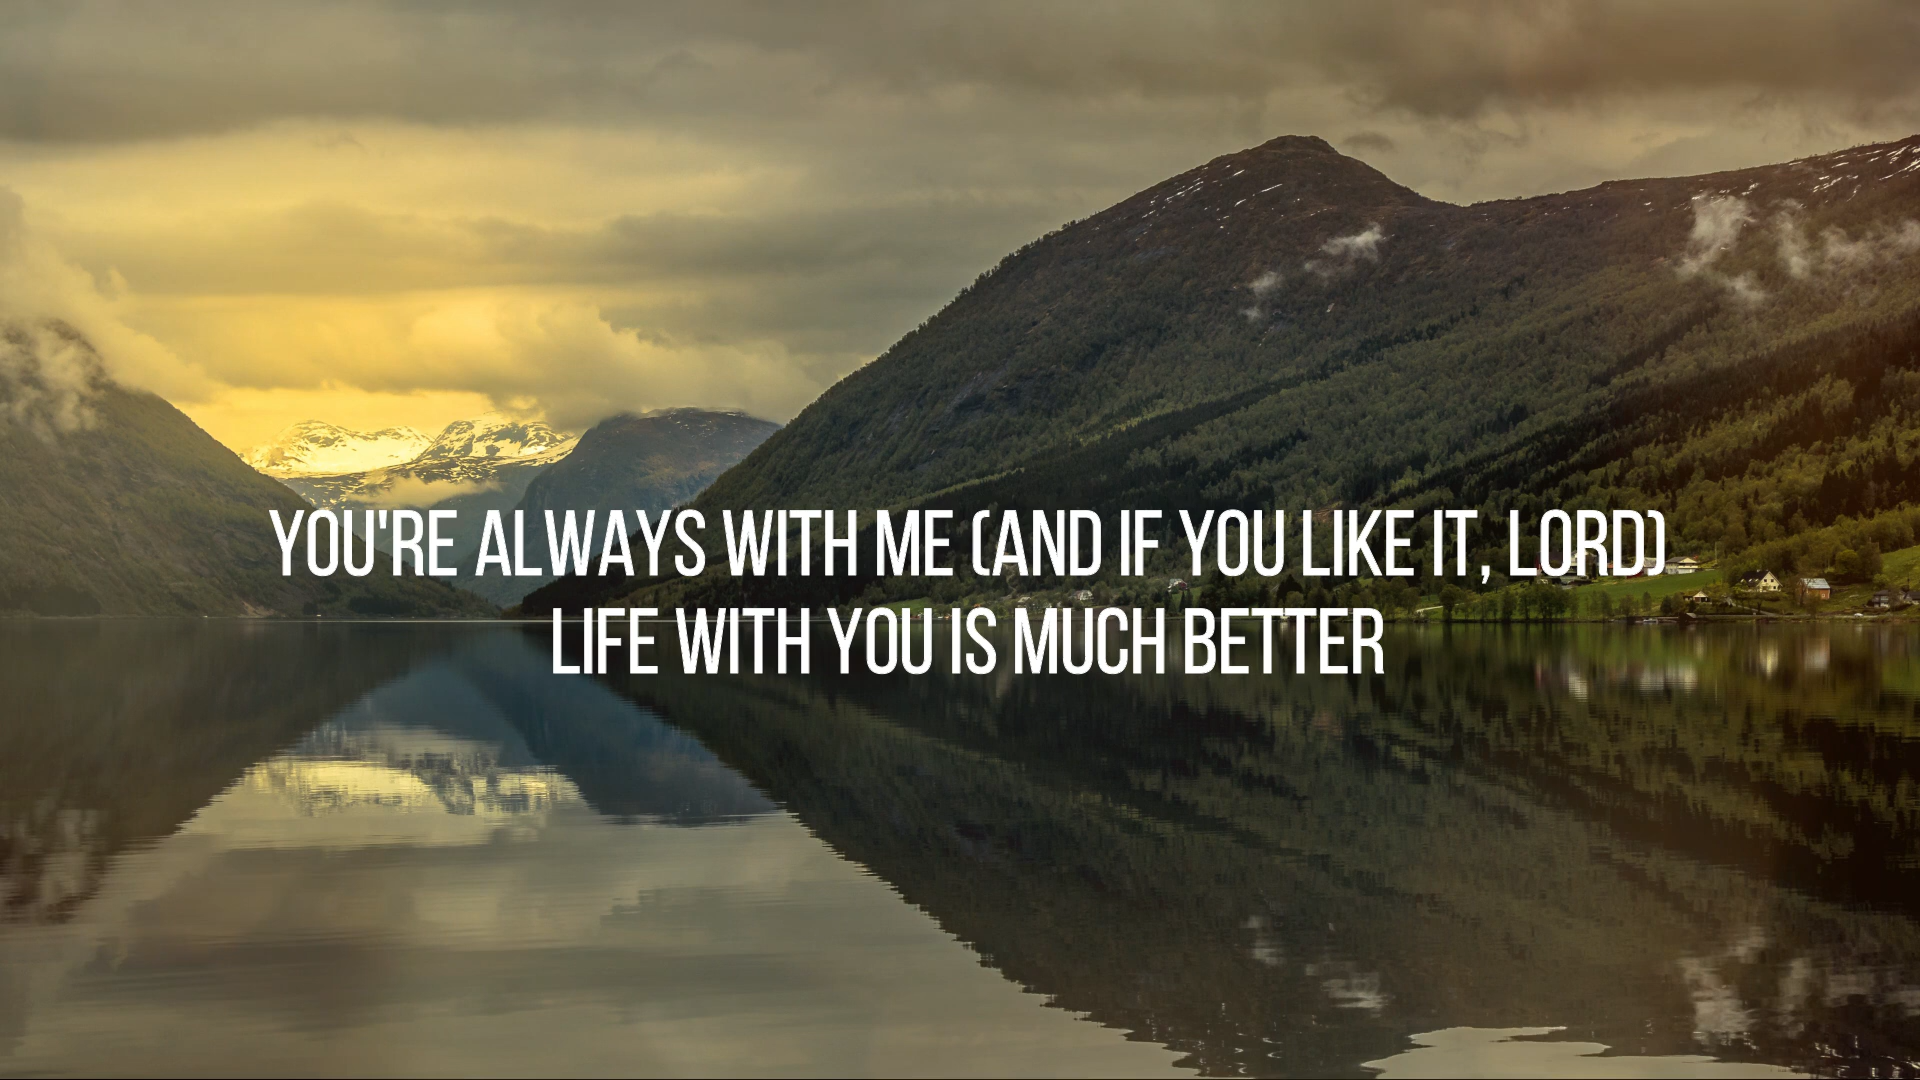 YOU'RE ALWAYS WITH ME (AND IF YOU LIKE IT, LORD)
LIFE WITH YOU IS MUCH BETTER